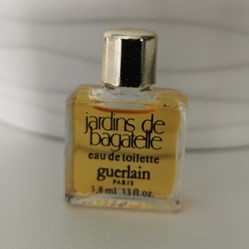 jardins de
bagatelle
eau de toilette
guerlain
PARIS
3,8 ml .13 fl.oz.